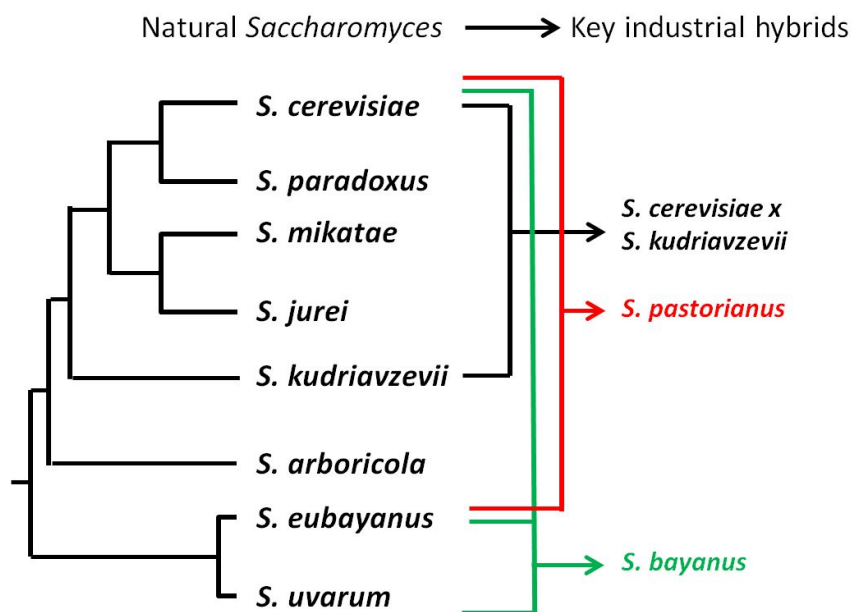 Natural Saccharomyces Key industrial hybrids
S. cerevisiae
S. paradoxus
S. mikatae
S. jurei
S. kudriavzevii
S. arboricola
S. eubayanus
S. uvarum
S. cerevisiae x
S. kudriavzevii
S. pastorianus
S. bayanus